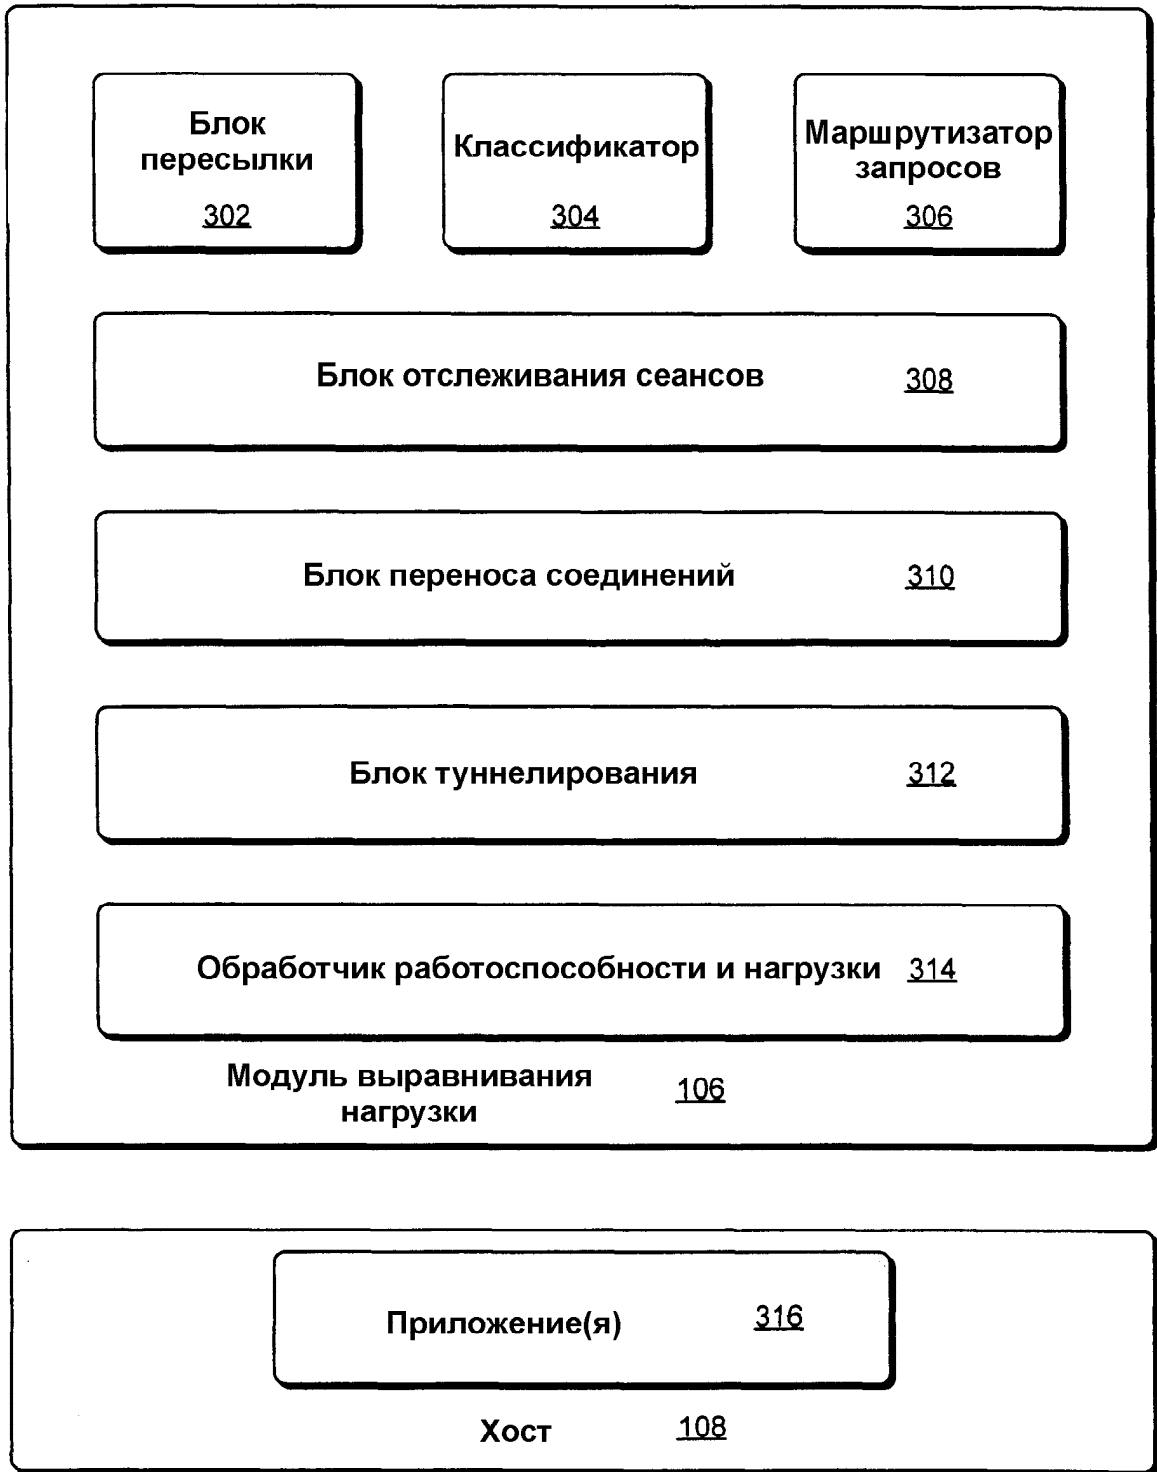 Блок
пересылки
302
Классификатор
304
Маршрутизатор
запросов
306
Блок отслеживания сеансов 308
Блок переноса соединений 310
Блок туннелирования 312
Обработчик работоспособности и нагрузки 314
Модуль выравнивания
нагрузки
106
Приложение(я) 316
Хост 108